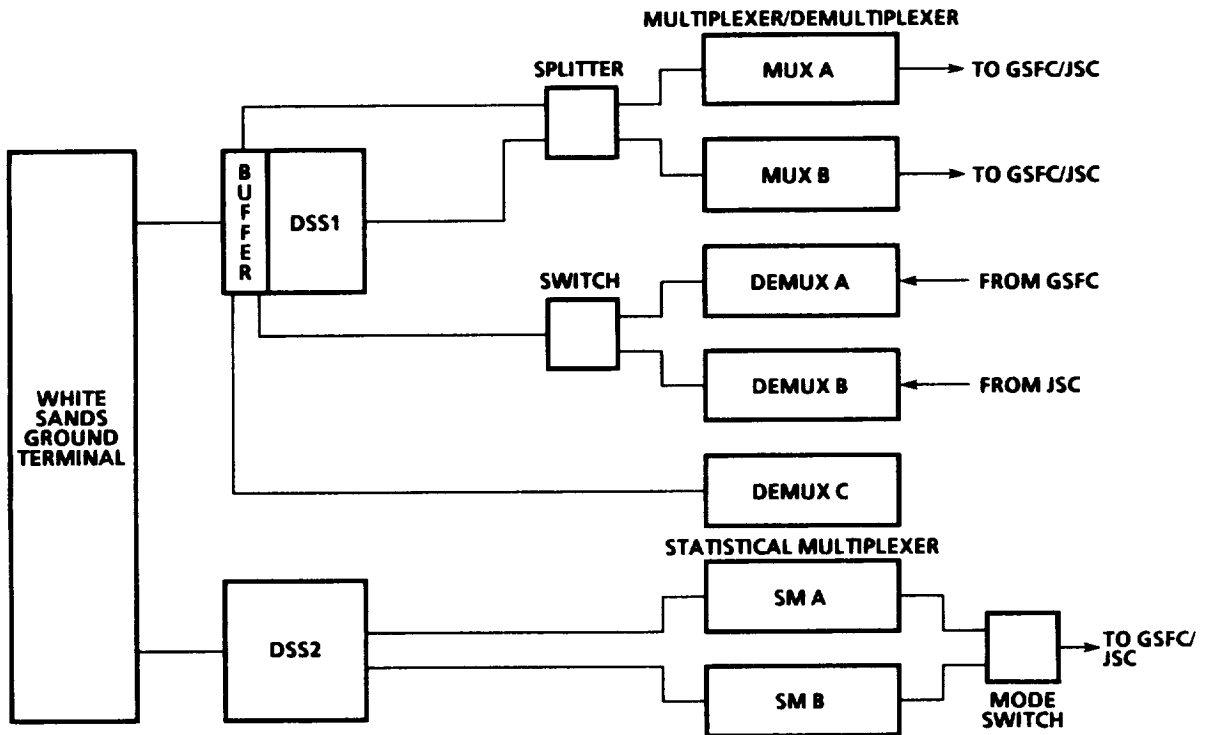 MULTIPLEXER/DEMULTIPLEXER
SPLITTER
MUX A
TO GSFC/JSC
MUX B
TO GSFC/JSC
BUFFER
DSS1
SWITCH
DEMUX A
FROM GSFC
DEMUX B
FROM JSC
WHITE
SANDS
GROUND
TERMINAL
DEMUX C
STATISTICAL MULTIPLEXER
SM A
DSS2
TO GSFC/
JSC
SM B
MODE
SWITCH